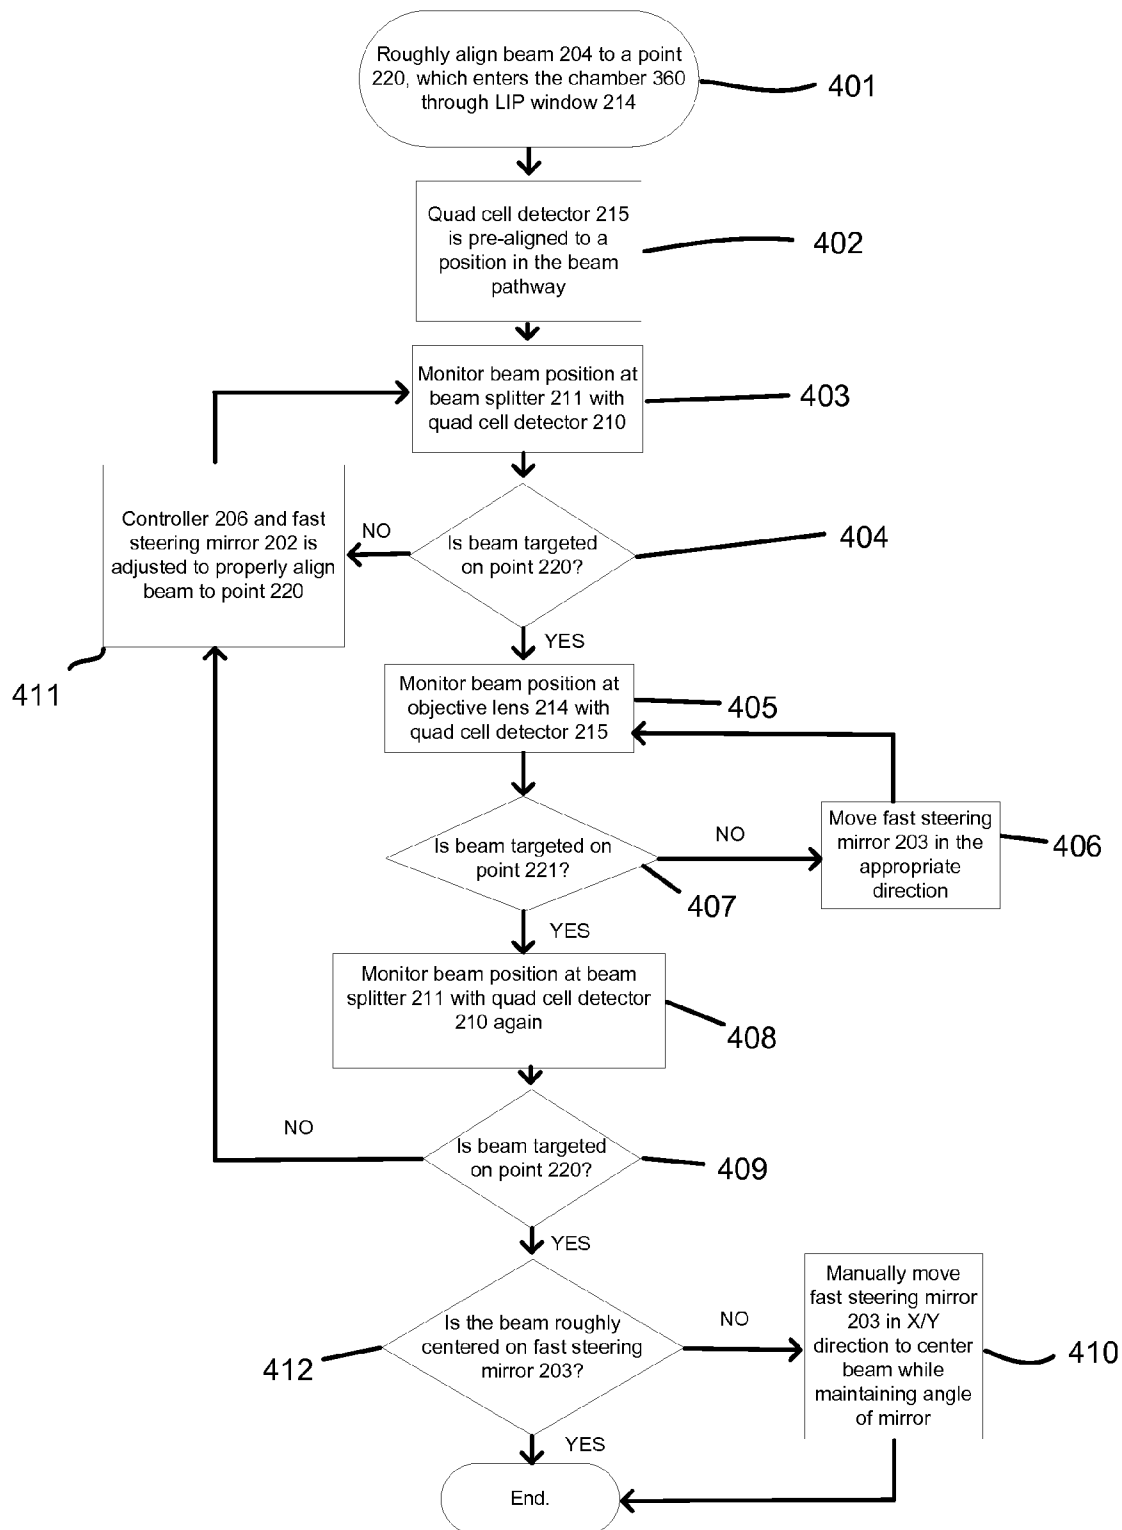 Roughly align beam 204 to a point
220, which enters the chamber 360
through LIP window 214
401
Quad cell detector 215
is pre-aligned to a
position in the beam
pathway
402
Monitor beam position at
beam splitter 211 with
quad cell detector 210
403
Controller 206 and fast
steering mirror 202 is
adjusted to properly align
beam to point 220
411
NO
Is beam targeted
on point 220?
404
YES
Monitor beam position at
objective lens 214 with
quad cell detector 215
405
Is beam targeted on
point 221?
407
NO
Move fast steering
mirror 203 in the
appropriate
direction
406
YES
Monitor beam position at beam
splitter 211 with quad cell detector
210 again
408
NO
Is beam targeted
on point 220?
409
YES
Is the beam roughly
centered on fast steering
mirror 203?
412
NO
Manually move
fast steering mirror
203 in X/Y
direction to center
beam while
maintaining angle
of mirror
410
YES
End.